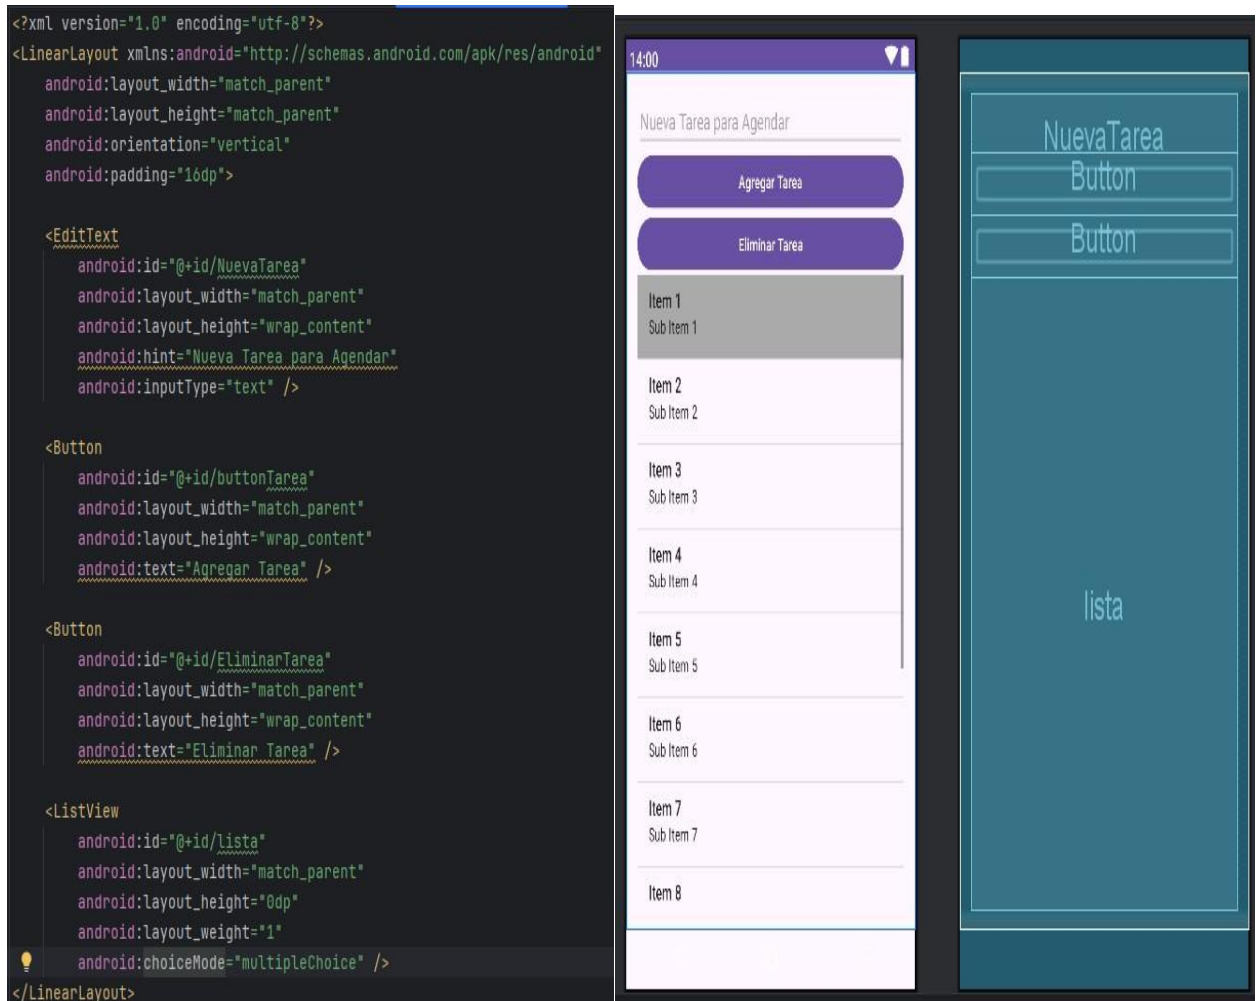 <?xml version="1.0" encoding="utf-8"?>
<LinearLayout xmlns:android="http://schemas.android.com/apk/res/android"
android:layout_width="match_parent"
android:layout_height="match_parent"
android:orientation="vertical"
android:padding="16dp">
<EditText
android:id="@+id/NuevaTarea"
android:layout_width="match_parent"
android:layout_height="wrap_content"
android:hint="Nueva Tarea para Agendar"
android:inputType="text" />
<Button
android:id="@+id/buttonTarea"
android:layout_width="match_parent"
android:layout_height="wrap_content"
android:text="Agregar Tarea" />
<Button
android:id="@+id/EliminarTarea"
android:layout_width="match_parent"
android:layout_height="wrap_content"
android:text="Eliminar Tarea" />
<ListView
android:id="@+id/lista"
android:layout_width="match_parent"
android:layout_height="0dp"
android:layout_weight="1"
android:choiceMode="multipleChoice" />
</LinearLayout>
14:00
Nueva Tarea para Agendar
Agregar Tarea
Eliminar Tarea
Item 1
Sub Item 1
Item 2
Sub Item 2
Item 3
Sub Item 3
Item 4
Sub Item 4
Item 5
Sub Item 5
Item 6
Sub Item 6
Item 7
Sub Item 7
Item 8
NuevaTarea
Button
Button
lista